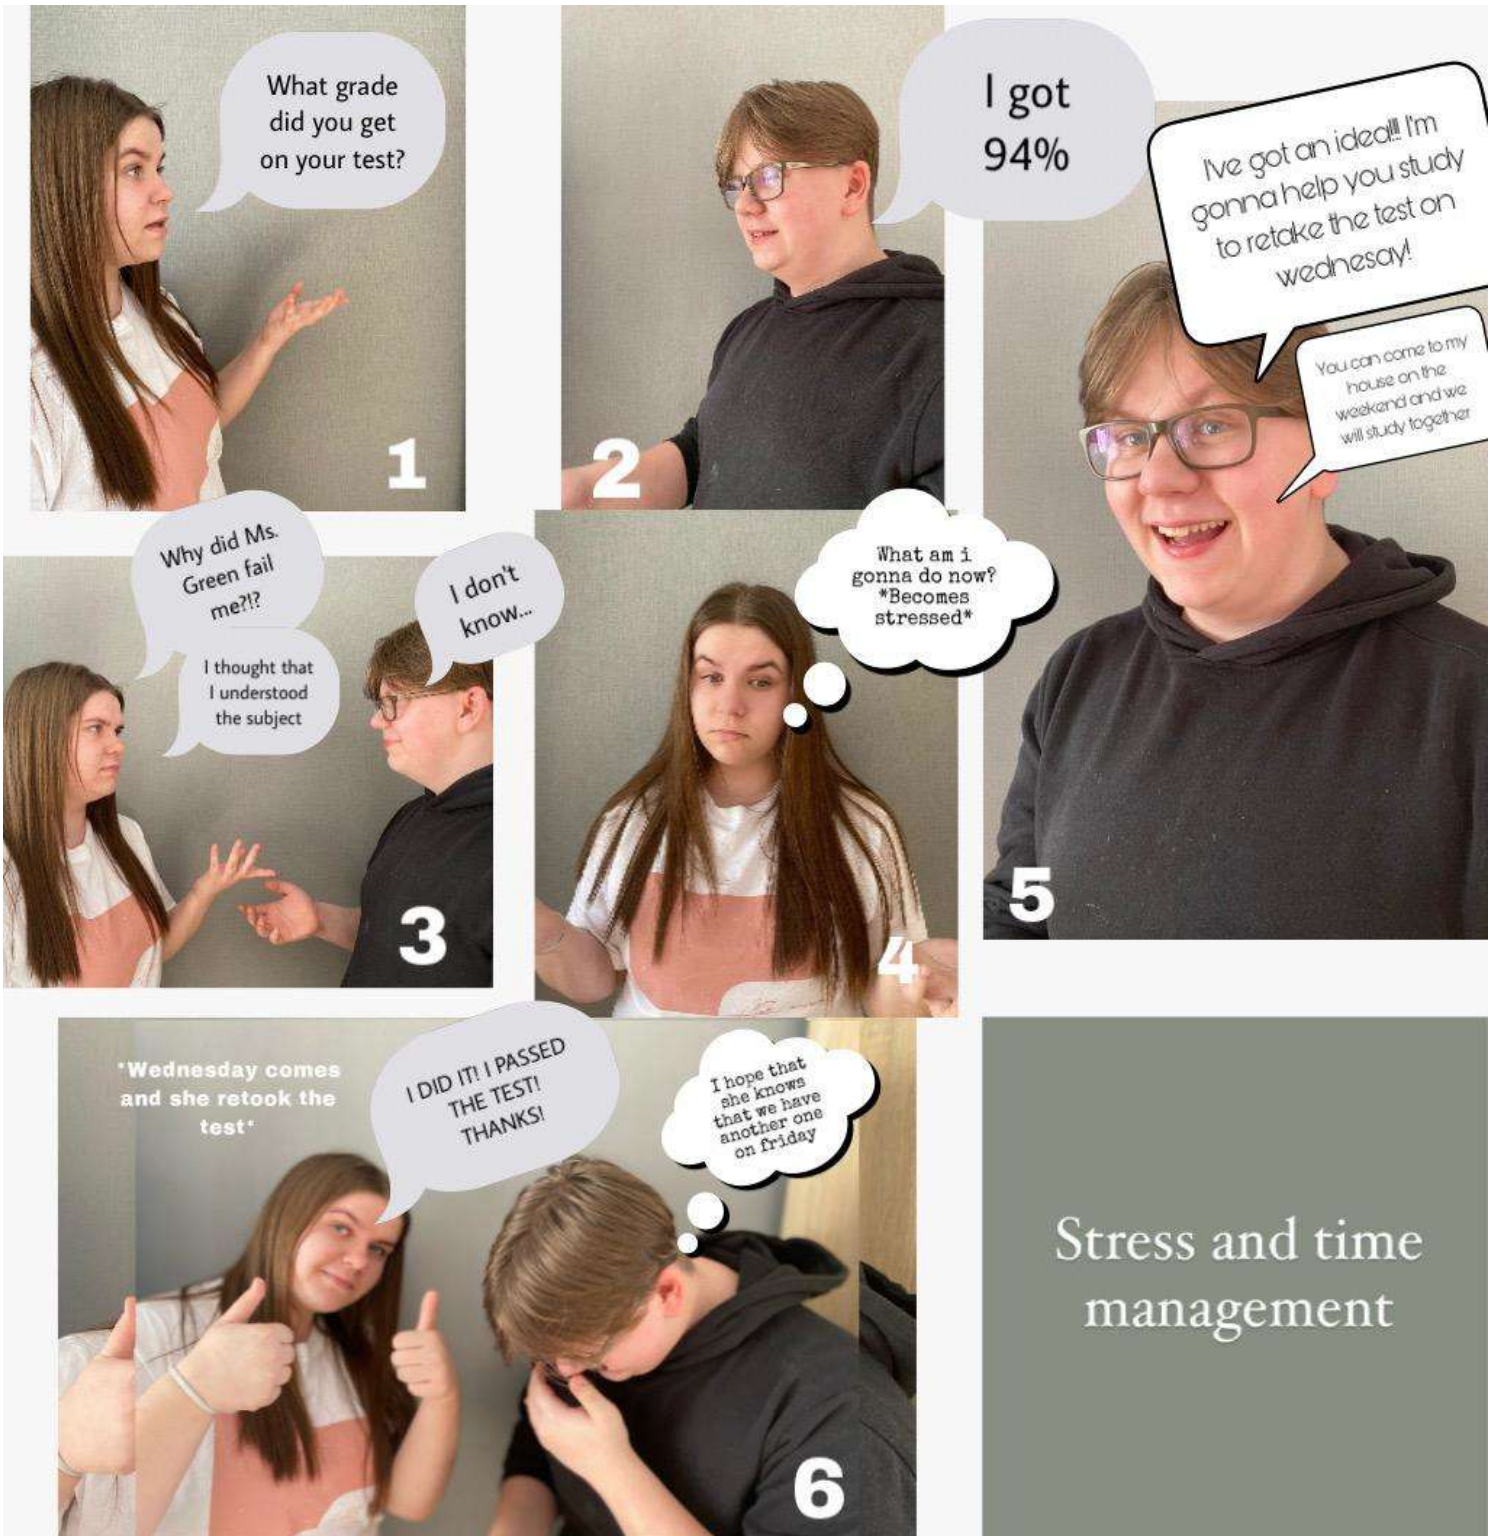 What grade
did you get
on your test?
1
I got
94%
2
Why did Ms.
Green fail
me?!?
I thought that
I understood
the subject
I don't
know...
3
What am i
gonna do now?
*Becomes
stressed*
4
I've got an idea!!! I'm
gonna help you study
to retake the test on
wednesay!
You can come to my
house on the
weekend and we
will study together
5
*Wednesday comes
and she retook the
test*
I DID IT! I PASSED
THE TEST!
THANKS!
I hope that
she knows
that we have
another one
on friday
6
Stress and time
management